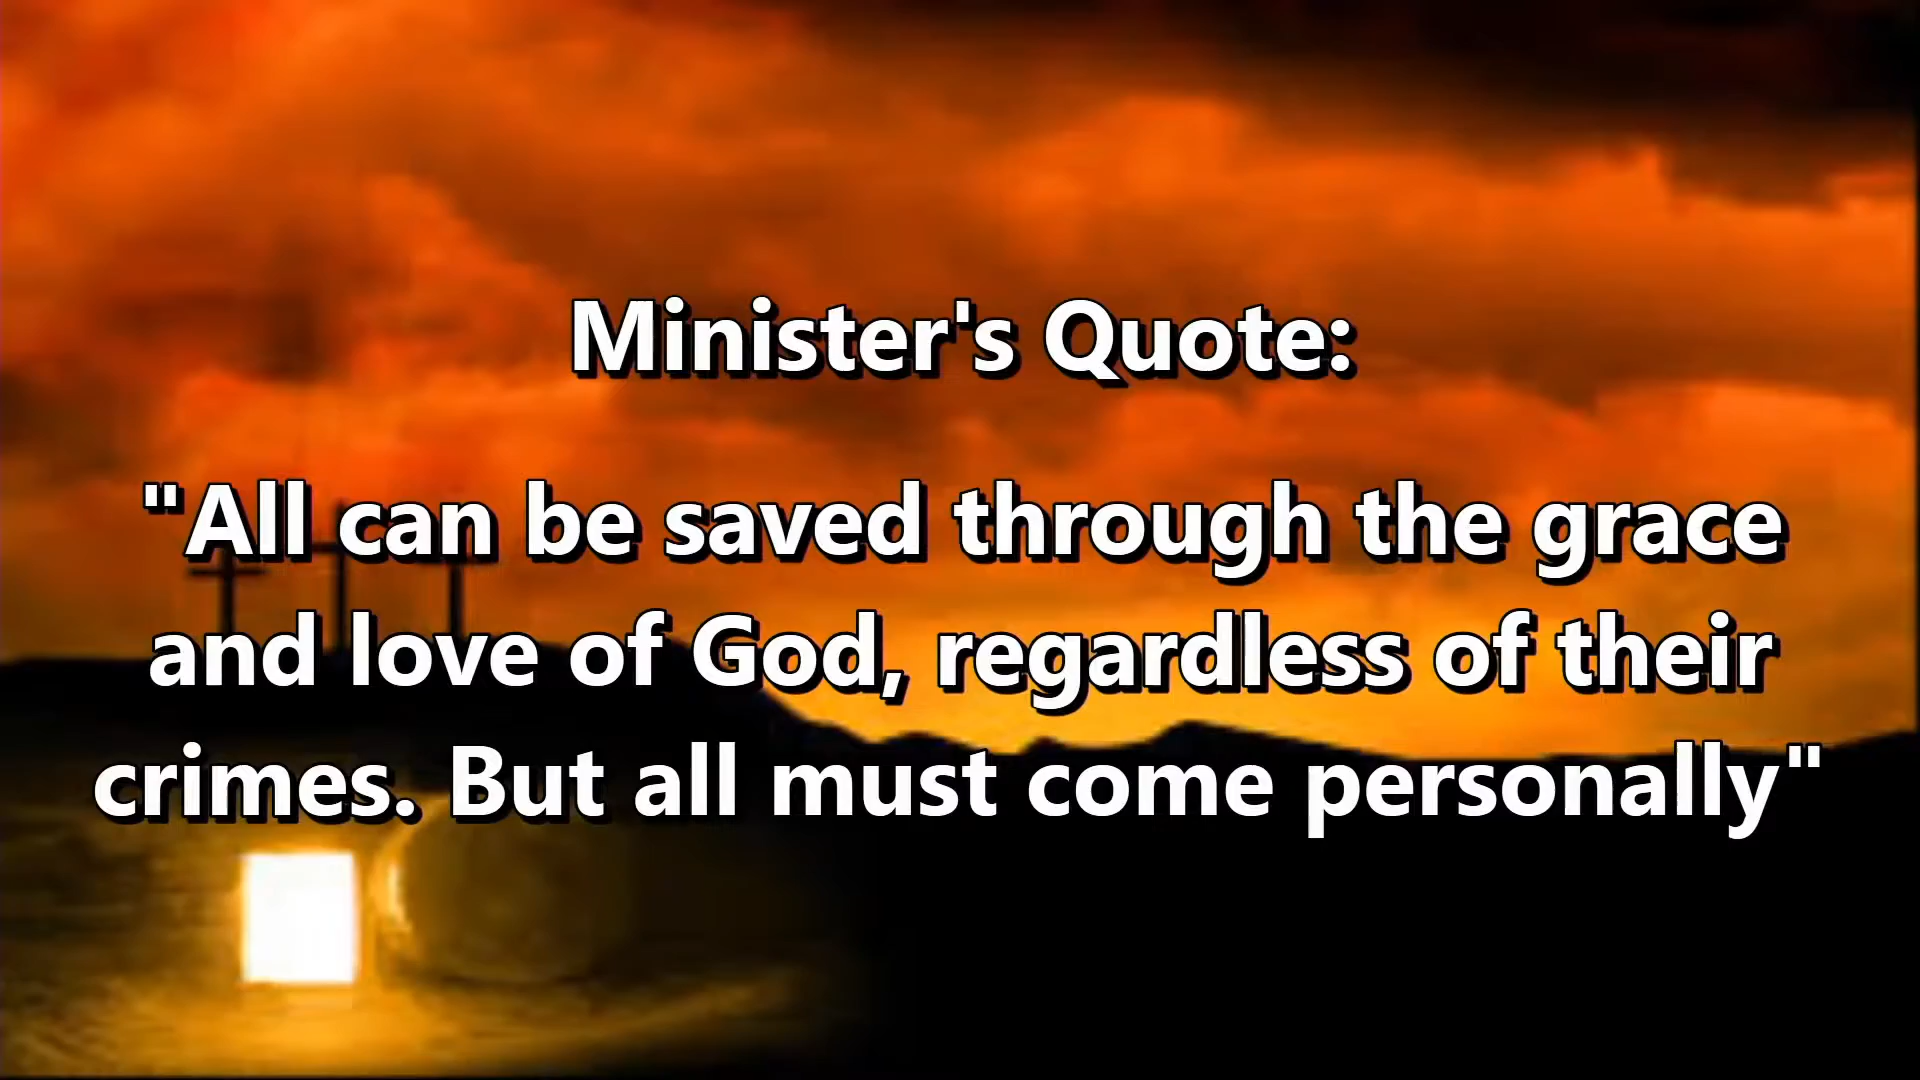 Minister's Quote:
"All can be saved through the grace
and love of God, regardless of their
crimes. But all must come personally"